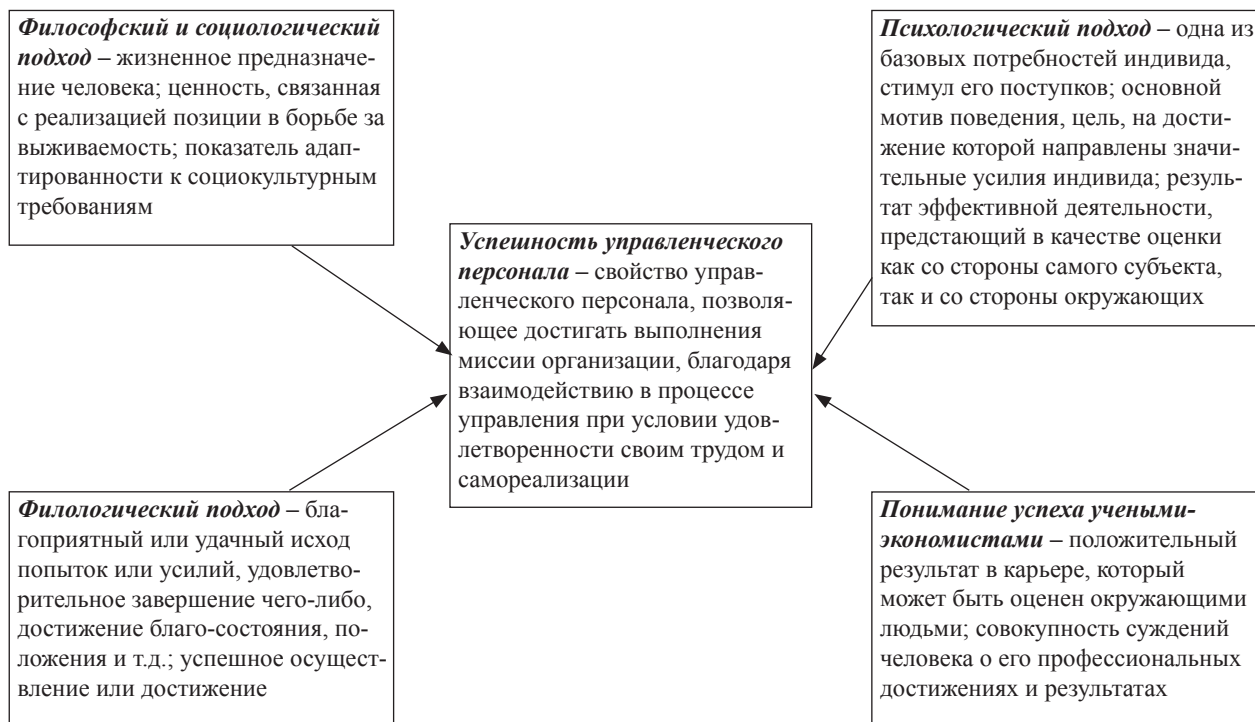 Философский и социологический
подход – жизненное предназначе-
ние человека; ценность, связанная
с реализацией позиции в борьбе за
выживаемость; показатель адап-
тированности к социокультурным
требованиям
Психологический подход – одна из
базовых потребностей индивида,
стимул его поступков; основной
мотив поведения, цель, на дости-
жение которой направлены значи-
тельные усилия индивида; резуль-
тат эффективной деятельности,
предстающий в качестве оценки
как со стороны самого субъекта,
так и со стороны окружающих
Успешность управленческого
персонала – свойство управ-
ленческого персонала, позволя-
ющее достигать выполнения
миссии организации, благодаря
взаимодействию в процессе
управления при условии удов-
летворенности своим трудом и
самореализации
Филологический подход – бла-
гоприятный или удачный исход
попыток или усилий, удовлетво-
рительное завершение чего-либо,
достижение благо-состояния, по-
ложения и т.д.; успешное осущест-
вление или достижение
Понимание успеха учеными-
экономистами – положительный
результат в карьере, который
может быть оценен окружающими
людьми; совокупность суждений
человека о его профессиональных
достижениях и результатах